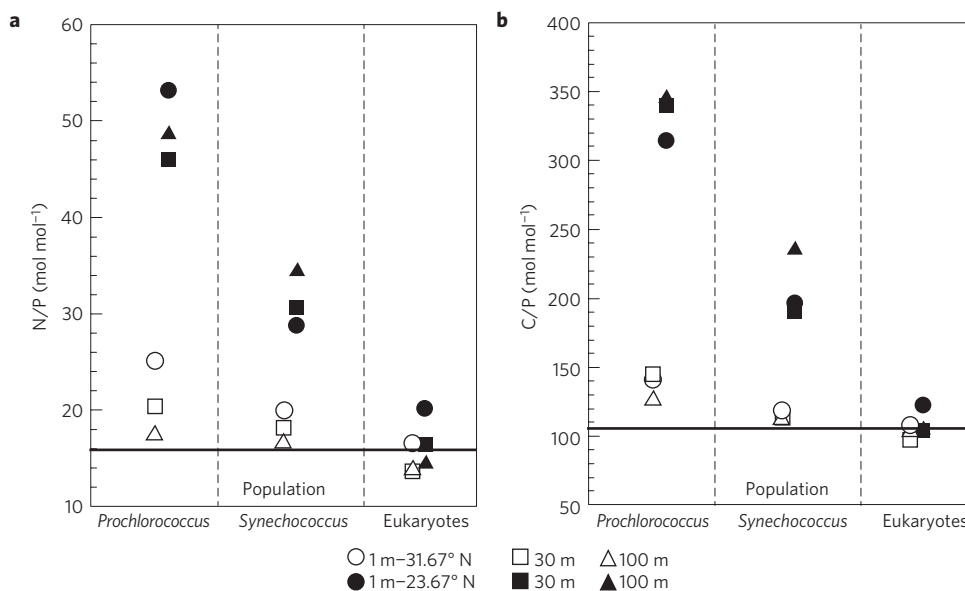 a
60
50
40
30
20
10
N/P (mol mol⁻¹)
Population
Prochlorococcus Synechococcus Eukaryotes
b
400
350
300
250
200
150
100
50
C/P (mol mol⁻¹)
Population
Prochlorococcus Synechococcus Eukaryotes
1 m–31.67° N 30 m 100 m
1 m–23.67° N 30 m 100 m